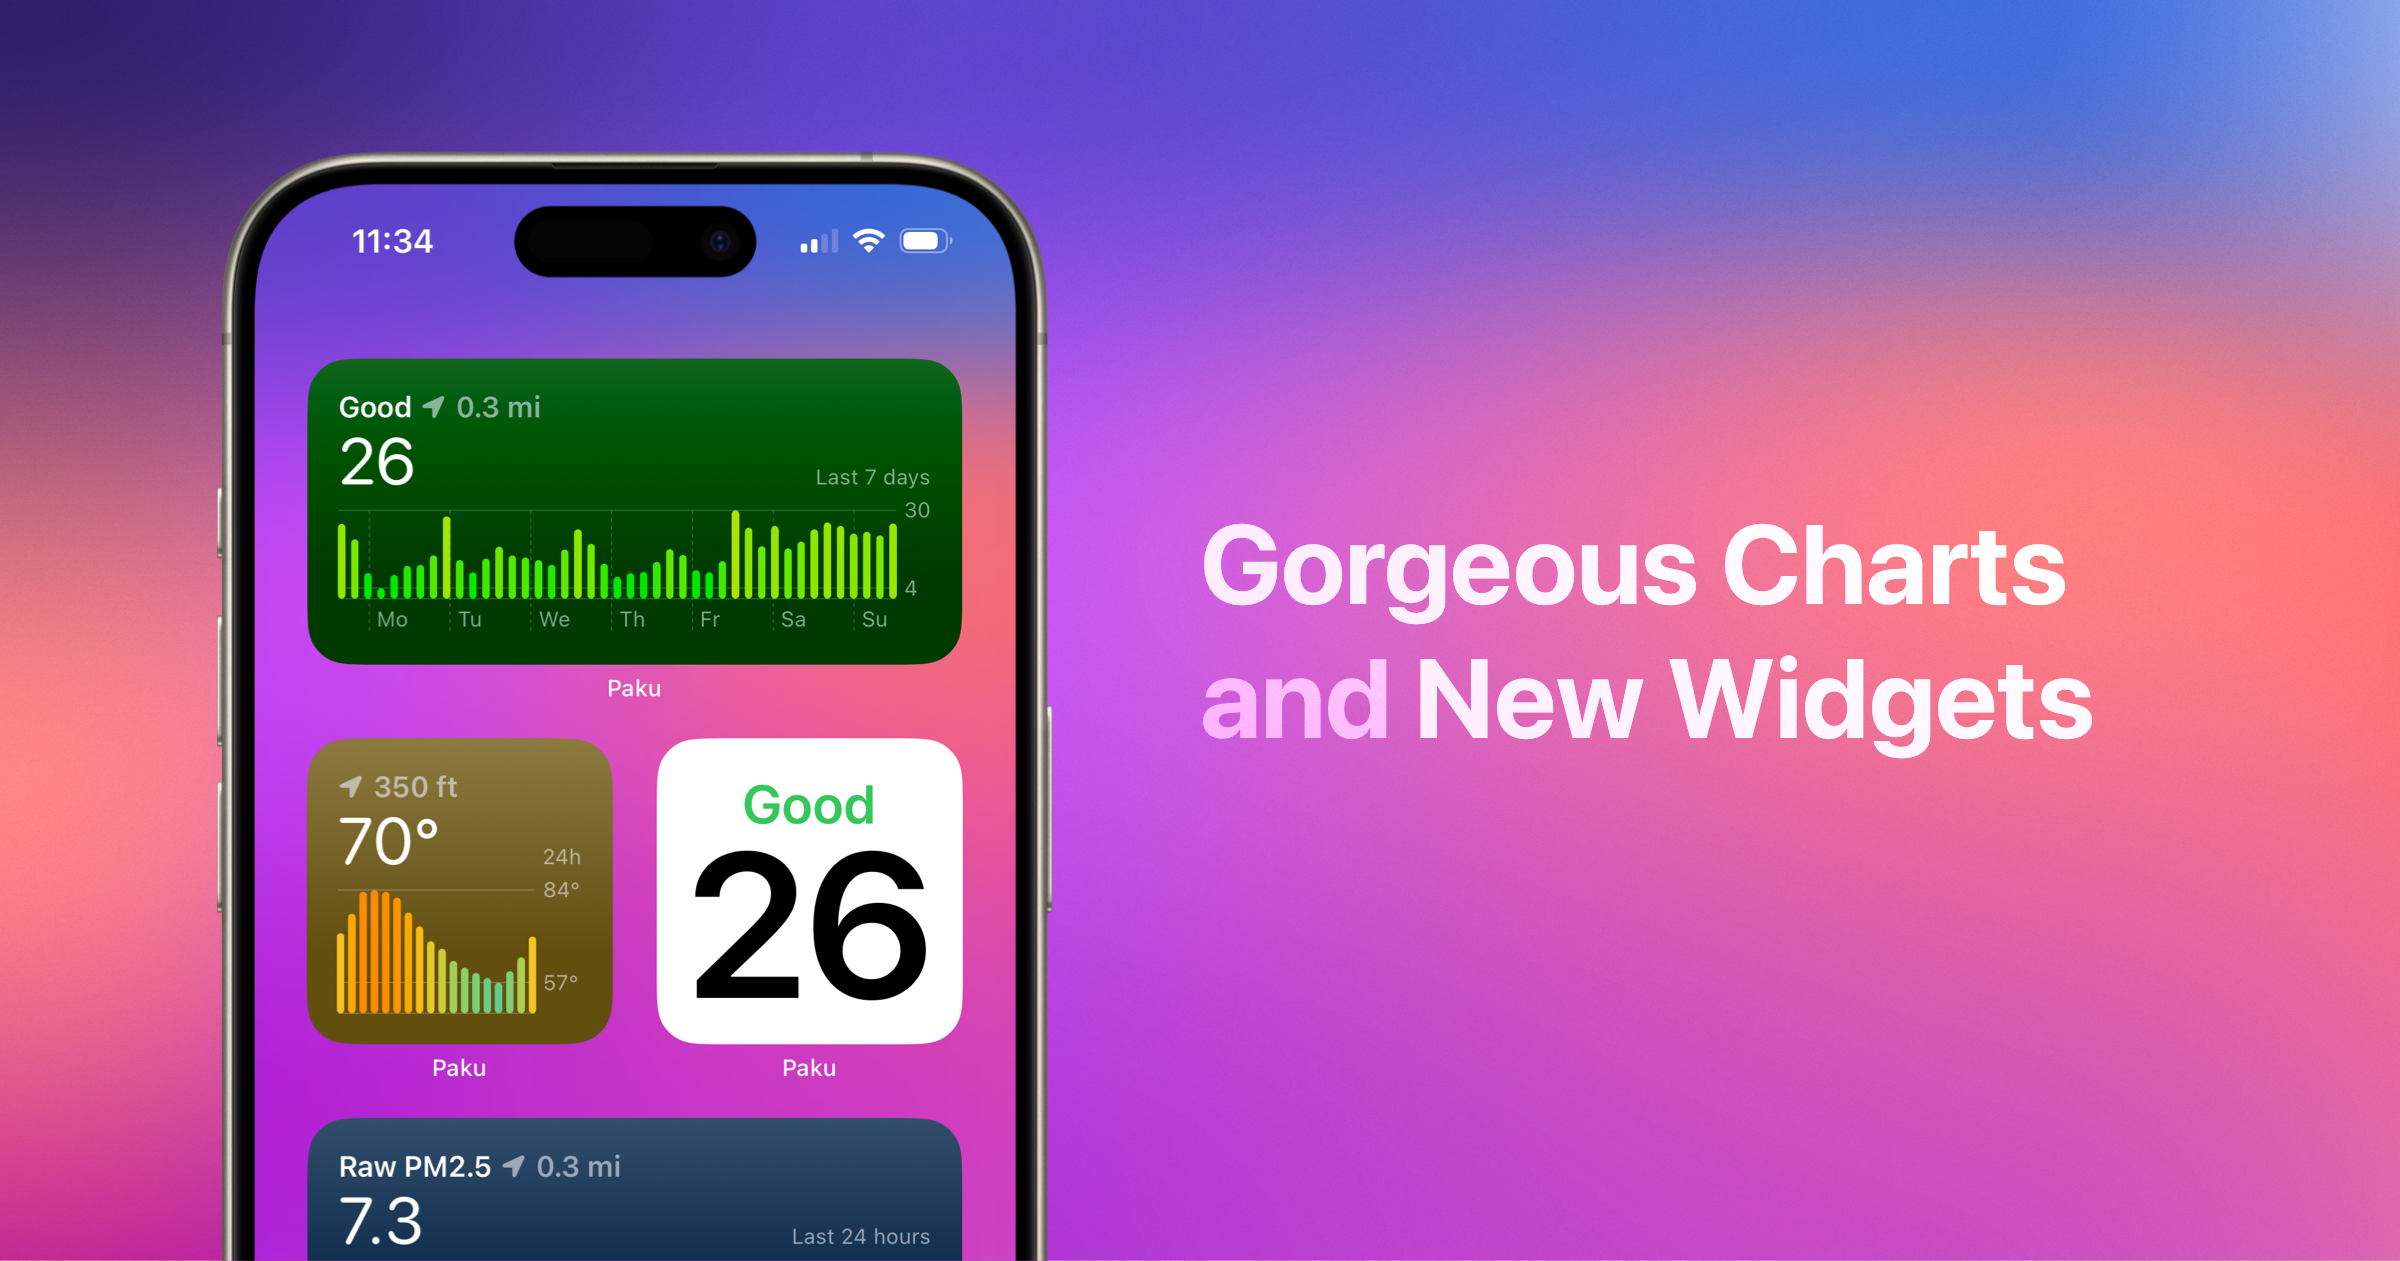 11:34
Good 0.3 mi
26
Last 7 days
30
4
Mo Tu We Th Fr Sa Su
Paku
350 ft
70°
24h
84°
57°
Paku
Good
26
Paku
Raw PM2.5 0.3 mi
7.3
Last 24 hours
Gorgeous Charts
and New Widgets